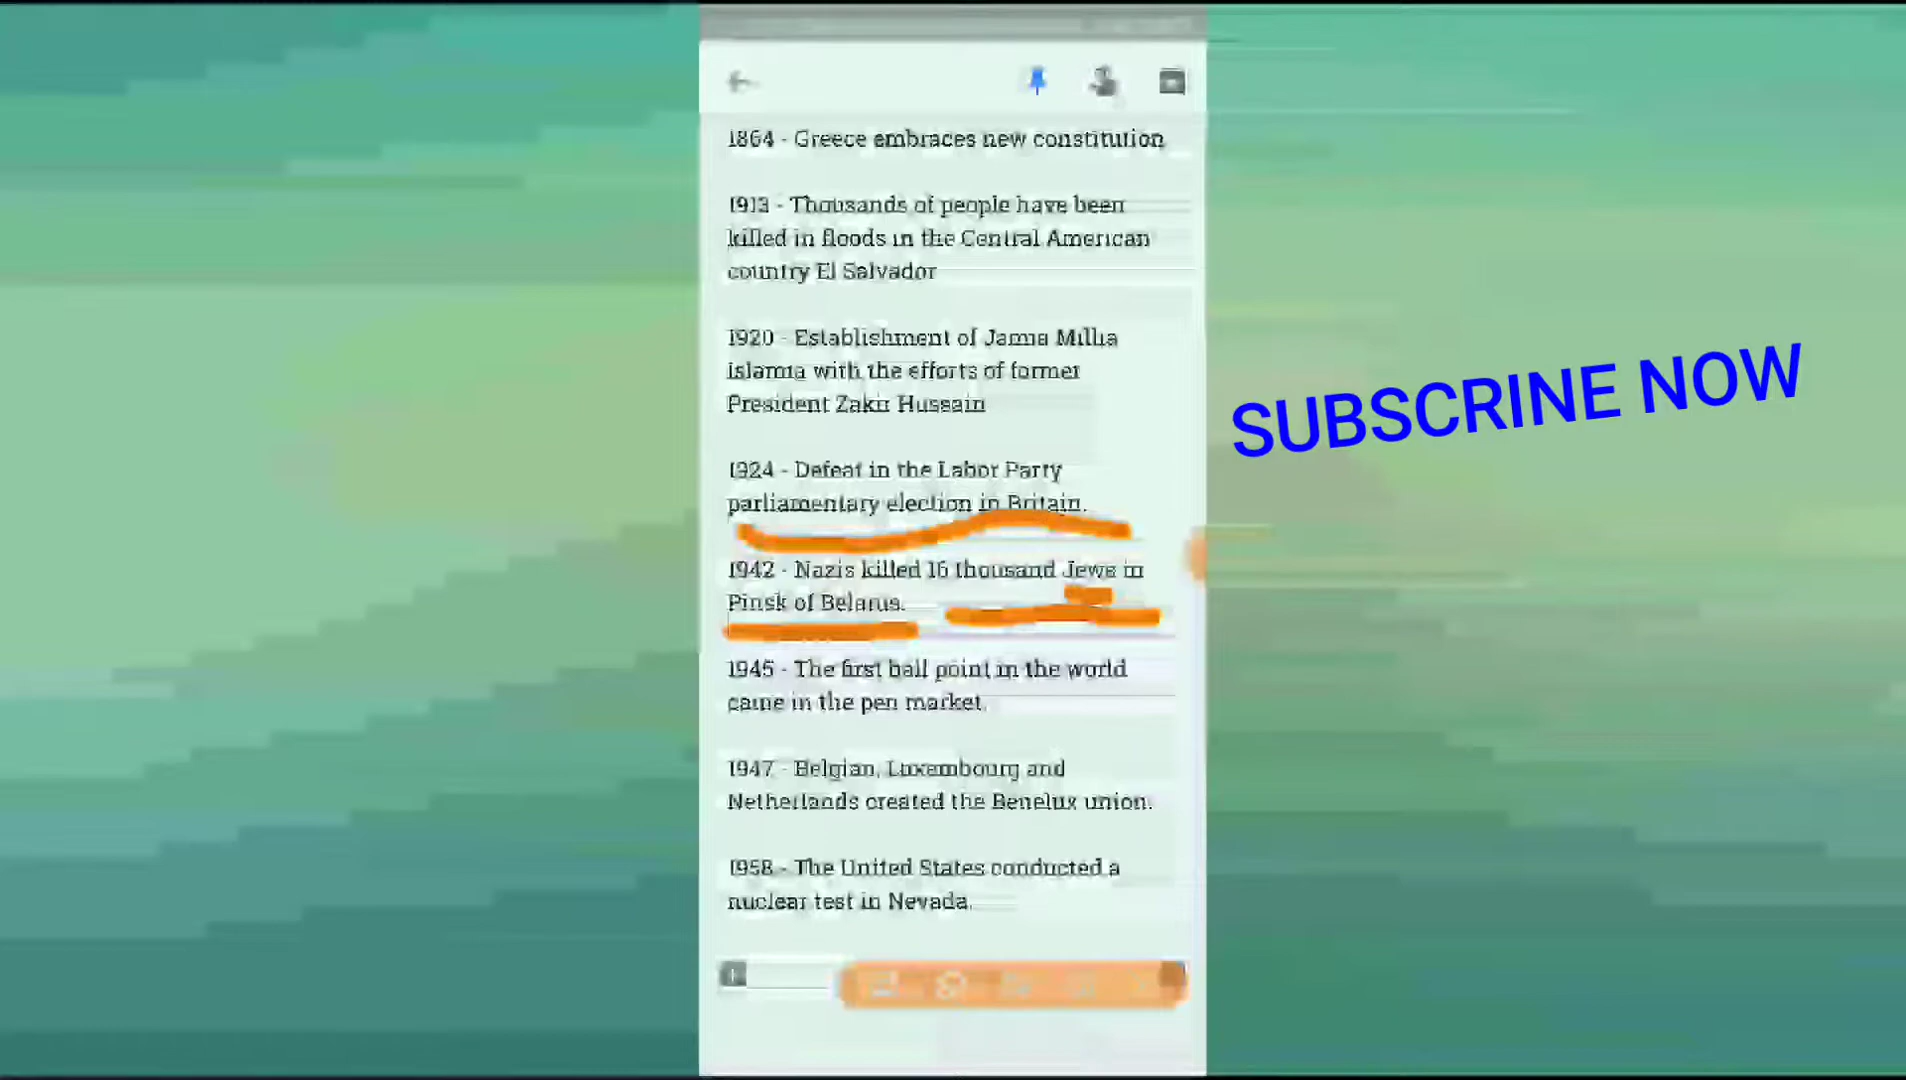 1864 - Greece embraces new constitution
1913 - Thousands of people have been
killed in floods in the Central American
country El Salvador
1920 - Establishment of Jamia Millia
Islamia with the efforts of former
President Zakir Hussain
1924 - Defeat in the Labor Party
parliamentary election in Britain.
1942 - Nazis killed 16 thousand Jews in
Pinsk of Belarus.
1945 - The first ball point in the world
came in the pen market.
1947 - Belgian, Luxembourg and
Netherlands created the Benelux union.
1958 - The United States conducted a
nuclear test in Nevada.
SUBSCRINE NOW